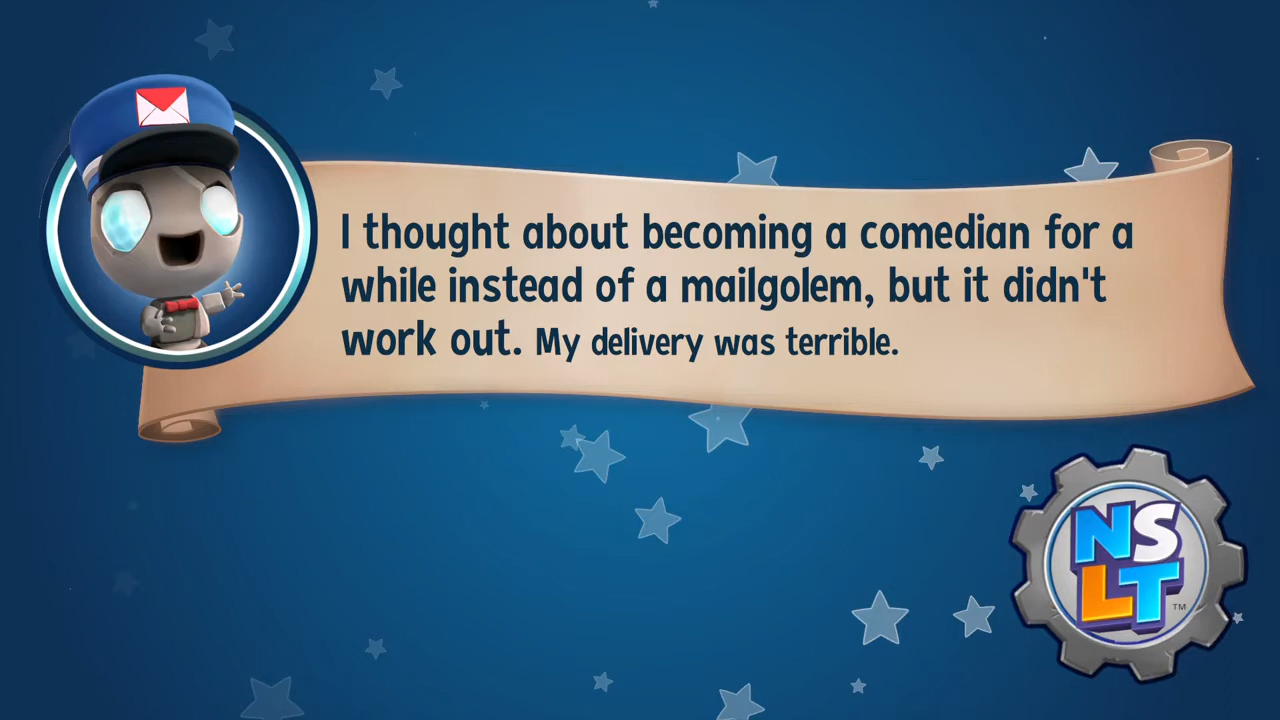 I thought about becoming a comedian for a
while instead of a mailgolem, but it didn't
work out. My delivery was terrible.
NS
LT
TM